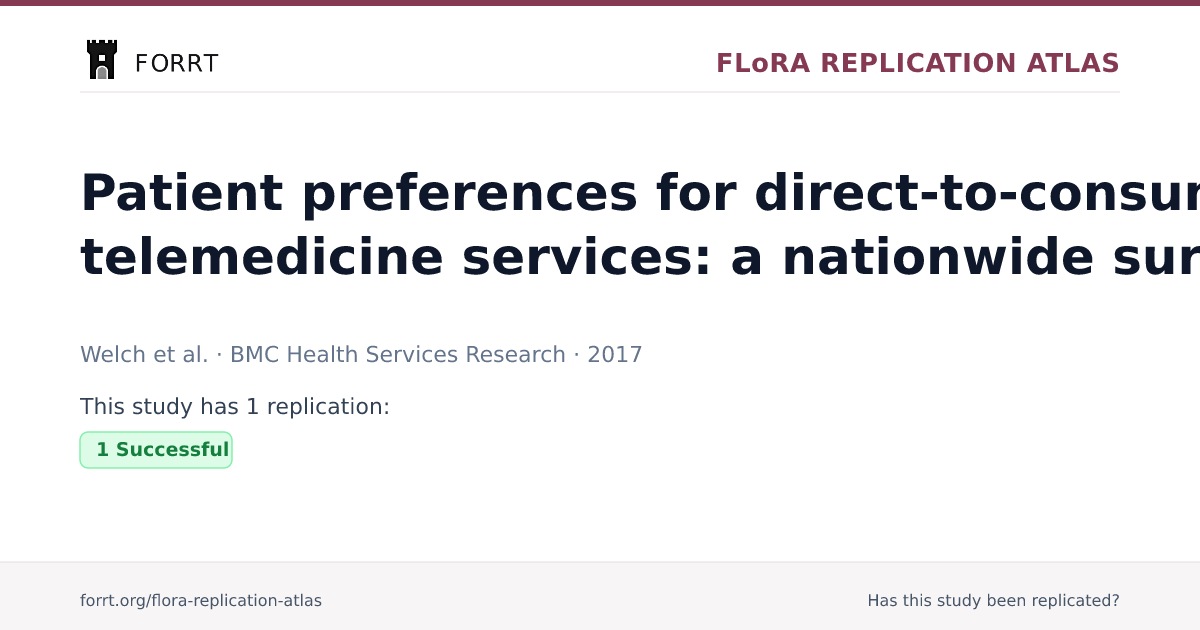 FORRT
FLoRA REPLICATION ATLAS
Patient preferences for direct-to-consu
telemedicine services: a nationwide sur
Welch et al. · BMC Health Services Research · 2017
This study has 1 replication:
1 Successful
forrt.org/flora-replication-atlas
Has this study been replicated?